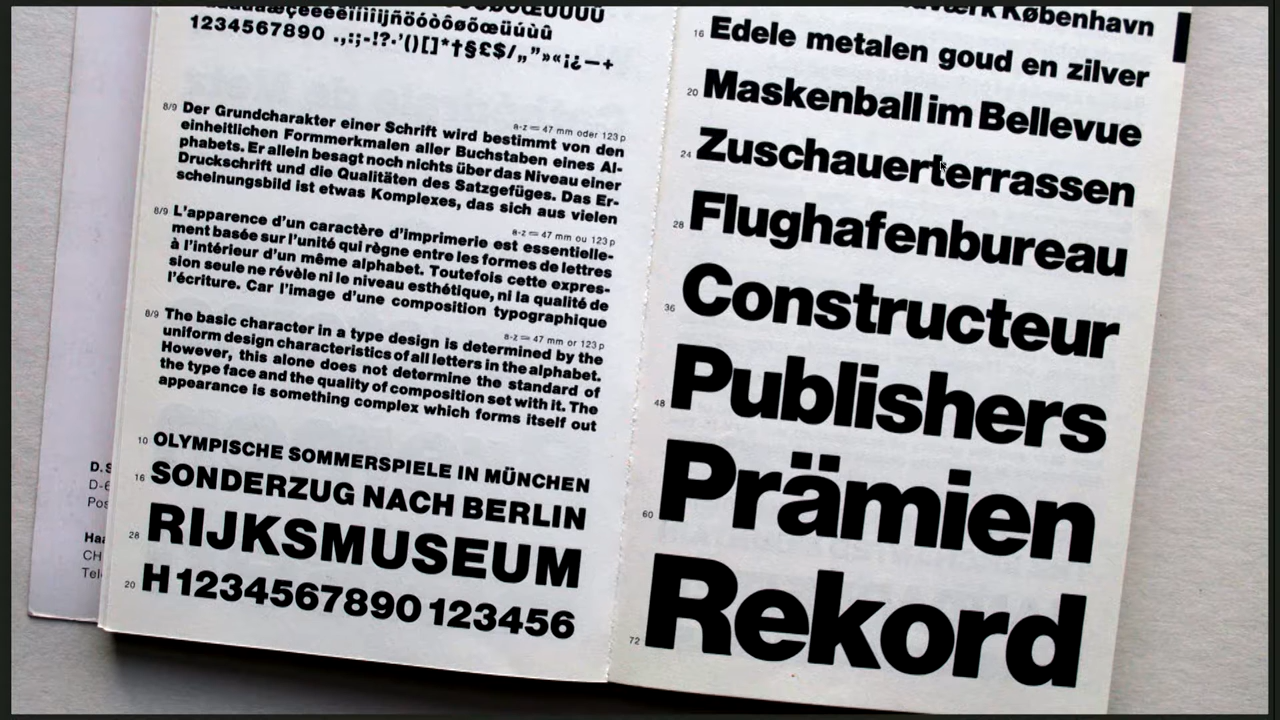 1234567890 .,:;-!?·'()[]*†§£$/„”»«¡¿—+
a-z = 47 mm oder 123 p
8/9 Der Grundcharakter einer Schrift wird bestimmt von den
einheitlichen Formmerkmalen aller Buchstaben eines Al-
phabets. Er allein besagt noch nichts über das Niveau einer
Druckschrift und die Qualitäten des Satzgefüges. Das Er-
scheinungsbild ist etwas Komplexes, das sich aus vielen
a-z = 47 mm ou 123 p
8/9 L'apparence d'un caractère d'imprimerie est essentielle-
ment basée sur l'unité qui règne entre les formes de lettres
à l'intérieur d'un même alphabet. Toutefois cette expres-
sion seule ne révèle ni le niveau esthétique, ni la qualité de
l'écriture. Car l'image d'une composition typographique
a-z = 47 mm or 123 p
8/9 The basic character in a type design is determined by the
uniform design characteristics of all letters in the alphabet.
However, this alone does not determine the standard of
the type face and the quality of composition set with it. The
appearance is something complex which forms itself out
10 OLYMPISCHE SOMMERSPIELE IN MÜNCHEN
16 SONDERZUG NACH BERLIN
28 RIJKSMUSEUM
20 H 1234567890 123456
København
16 Edele metalen goud en zilver
20 Maskenball im Bellevue
24 Zuschauerterrassen
28 Flughafenbureau
36 Constructeur
48 Publishers
60 Prämien
72 Rekord
D. S
D-6
Pos
Haa
CH
Tel